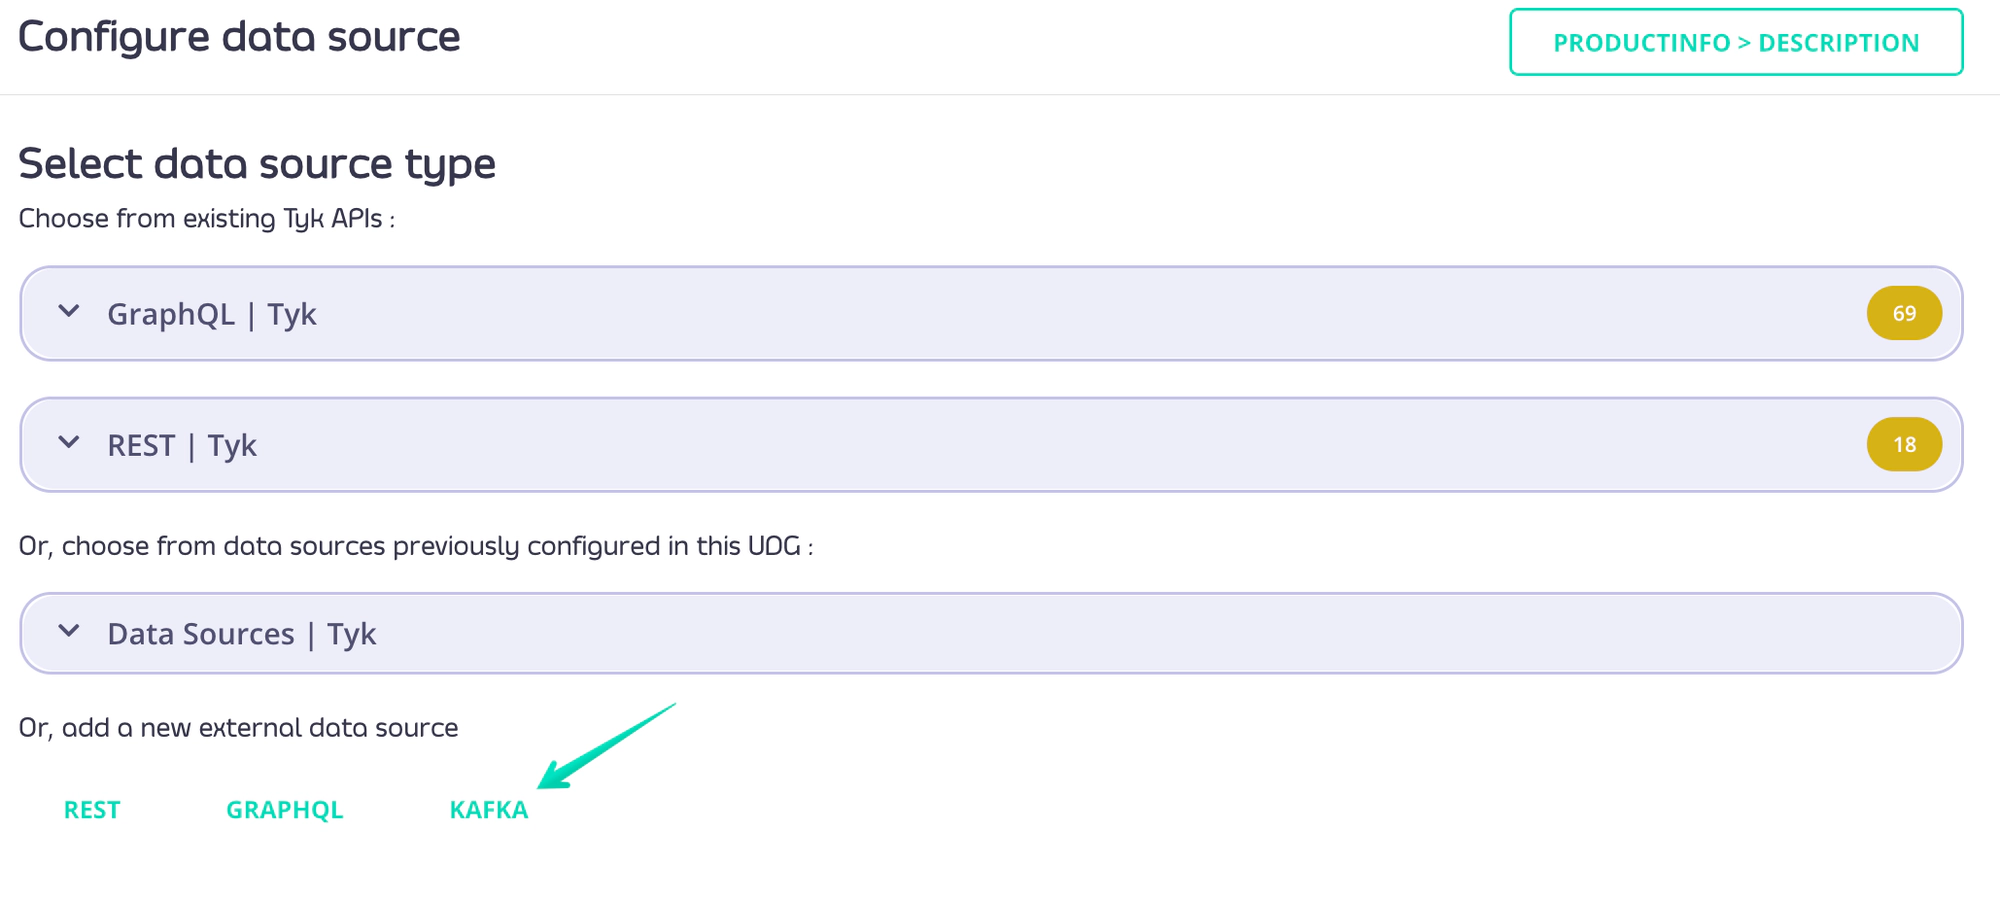 Configure data source
PRODUCTINFO > DESCRIPTION
Select data source type
Choose from existing Tyk APIs :
GraphQL | Tyk
69
REST | Tyk
18
Or, choose from data sources previously configured in this UDG :
Data Sources | Tyk
Or, add a new external data source
REST
GRAPHQL
KAFKA